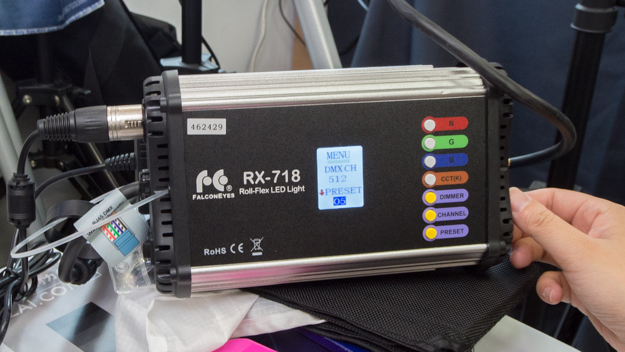 462429
FE ®
FALCONEYES
RX-718
Roll-Flex LED Light
RoHS CE
MENU
DMX CH
512
PRESET
05
R
G
B
CCT(K)
DIMMER
CHANNEL
PRESET